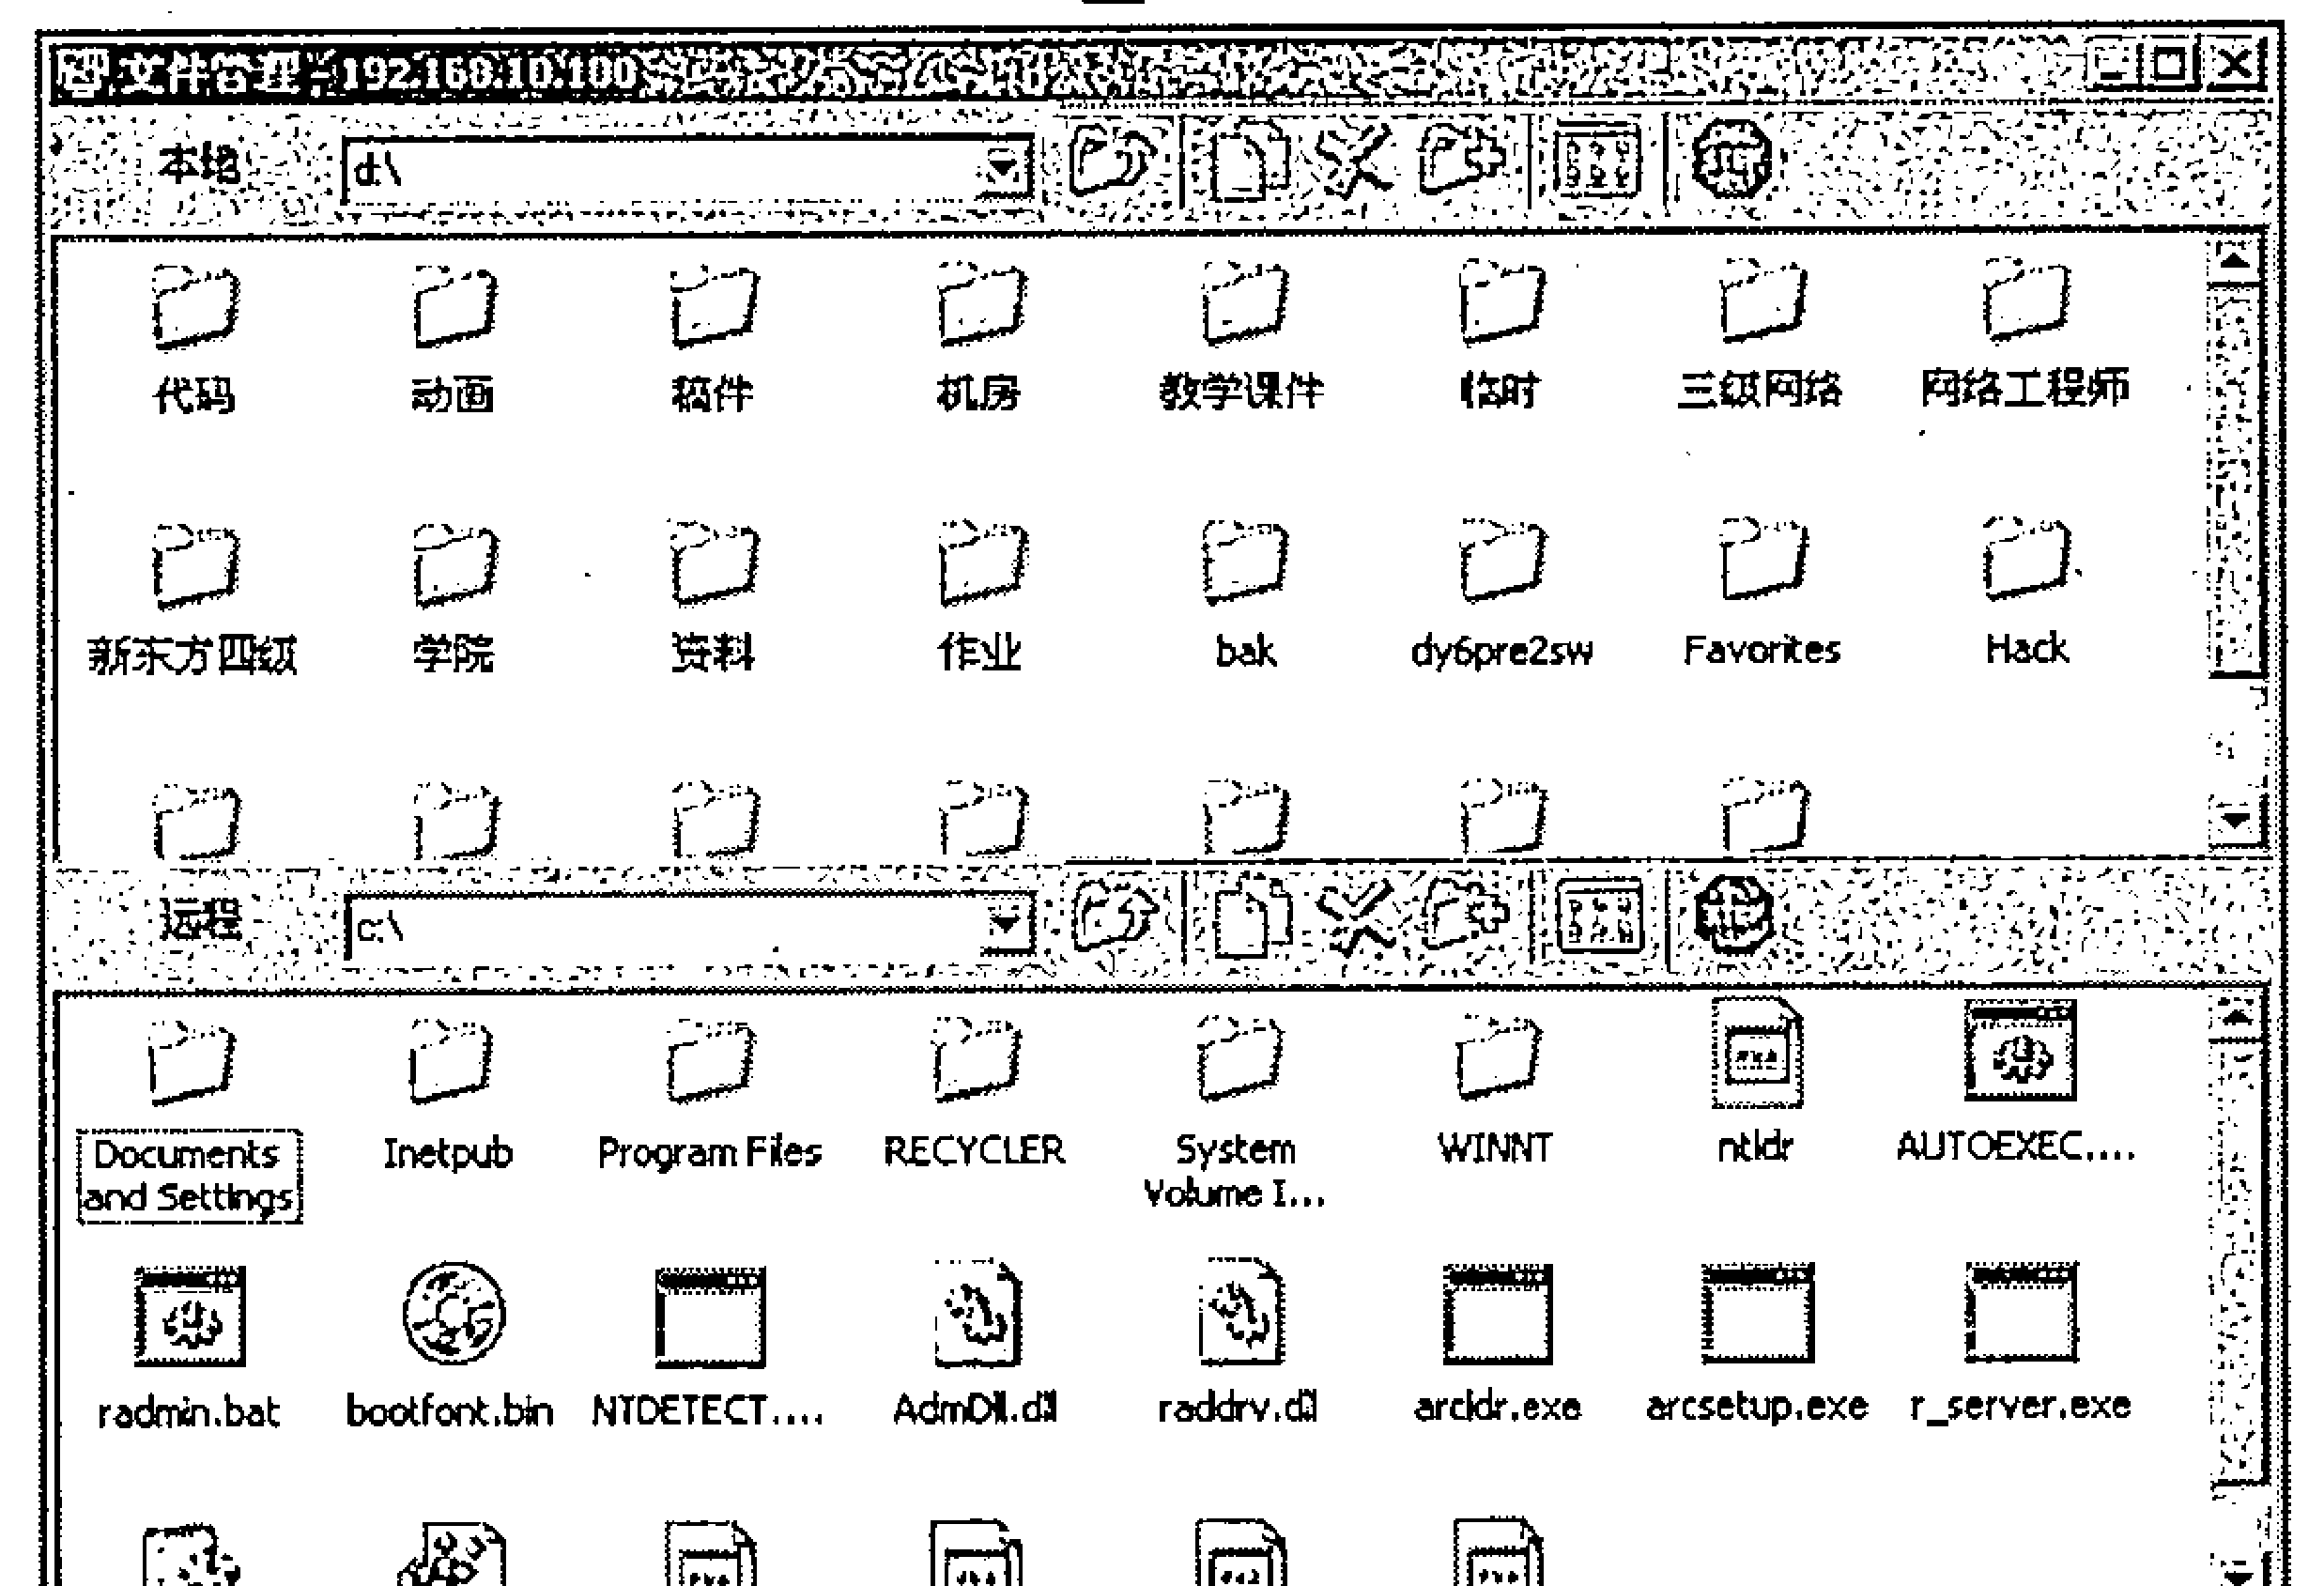 文件管理 - 192.168.10.100
本地 d:\
代码 动画 稿件 机房 教学课件 临时 三级网络 网络工程师
新东方四级 学院 资料 作业 bak dy6pre2sw Favorites Hack
远程 c:\
Documents and Settings Inetpub Program Files RECYCLER System Volume I... WINNT ntldr AUTOEXEC....
radmin.bat bootfont.bin NTDETECT.... AdmDll.dll raddrv.dll arcldr.exe arcsetup.exe r_server.exe